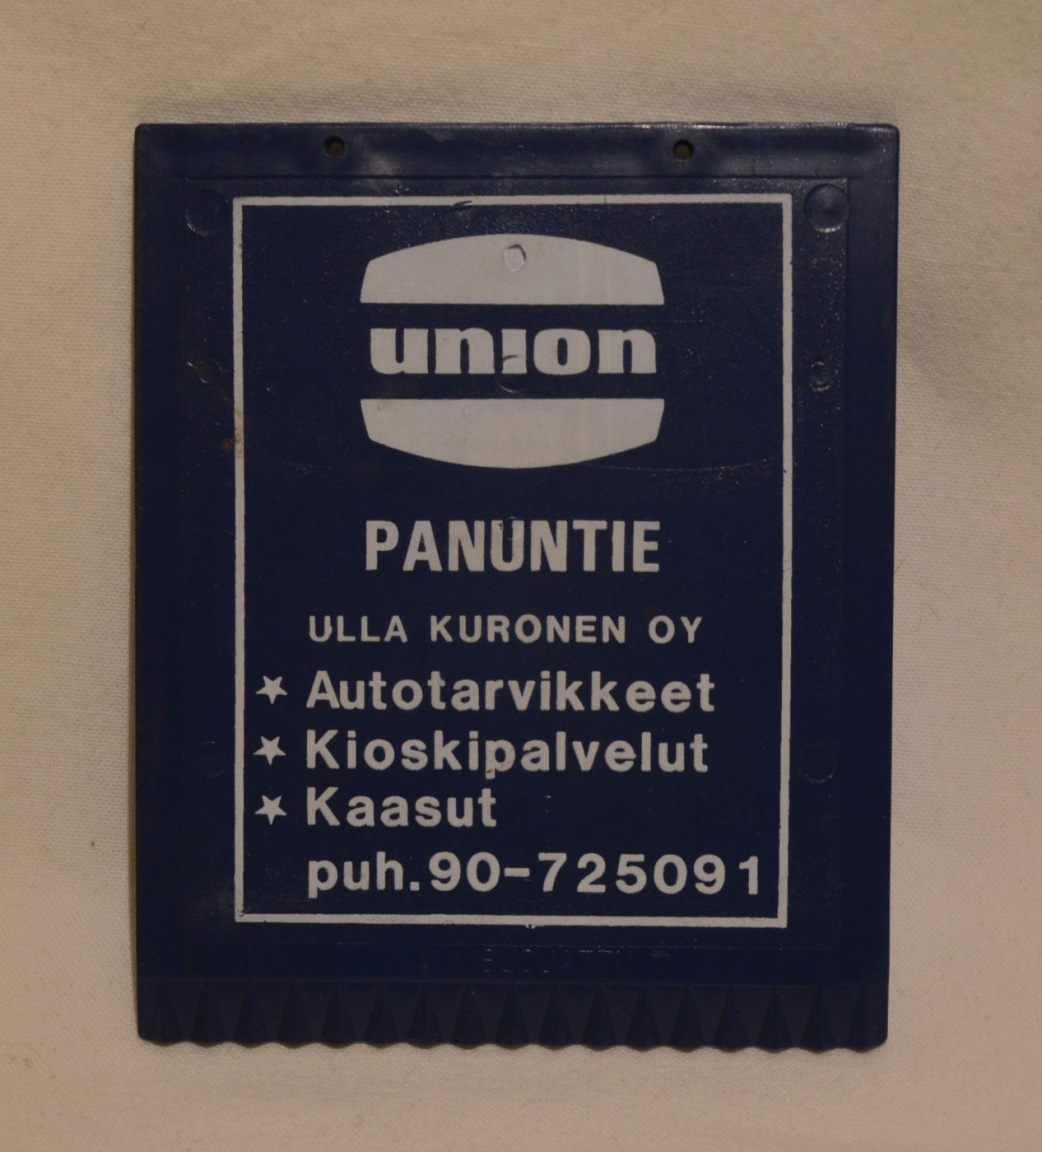 union
PANUNTIE
ULLA KURONEN OY
★ Autotarvikkeet
★ Kioskipalvelut
★ Kaasut
puh.90-725091